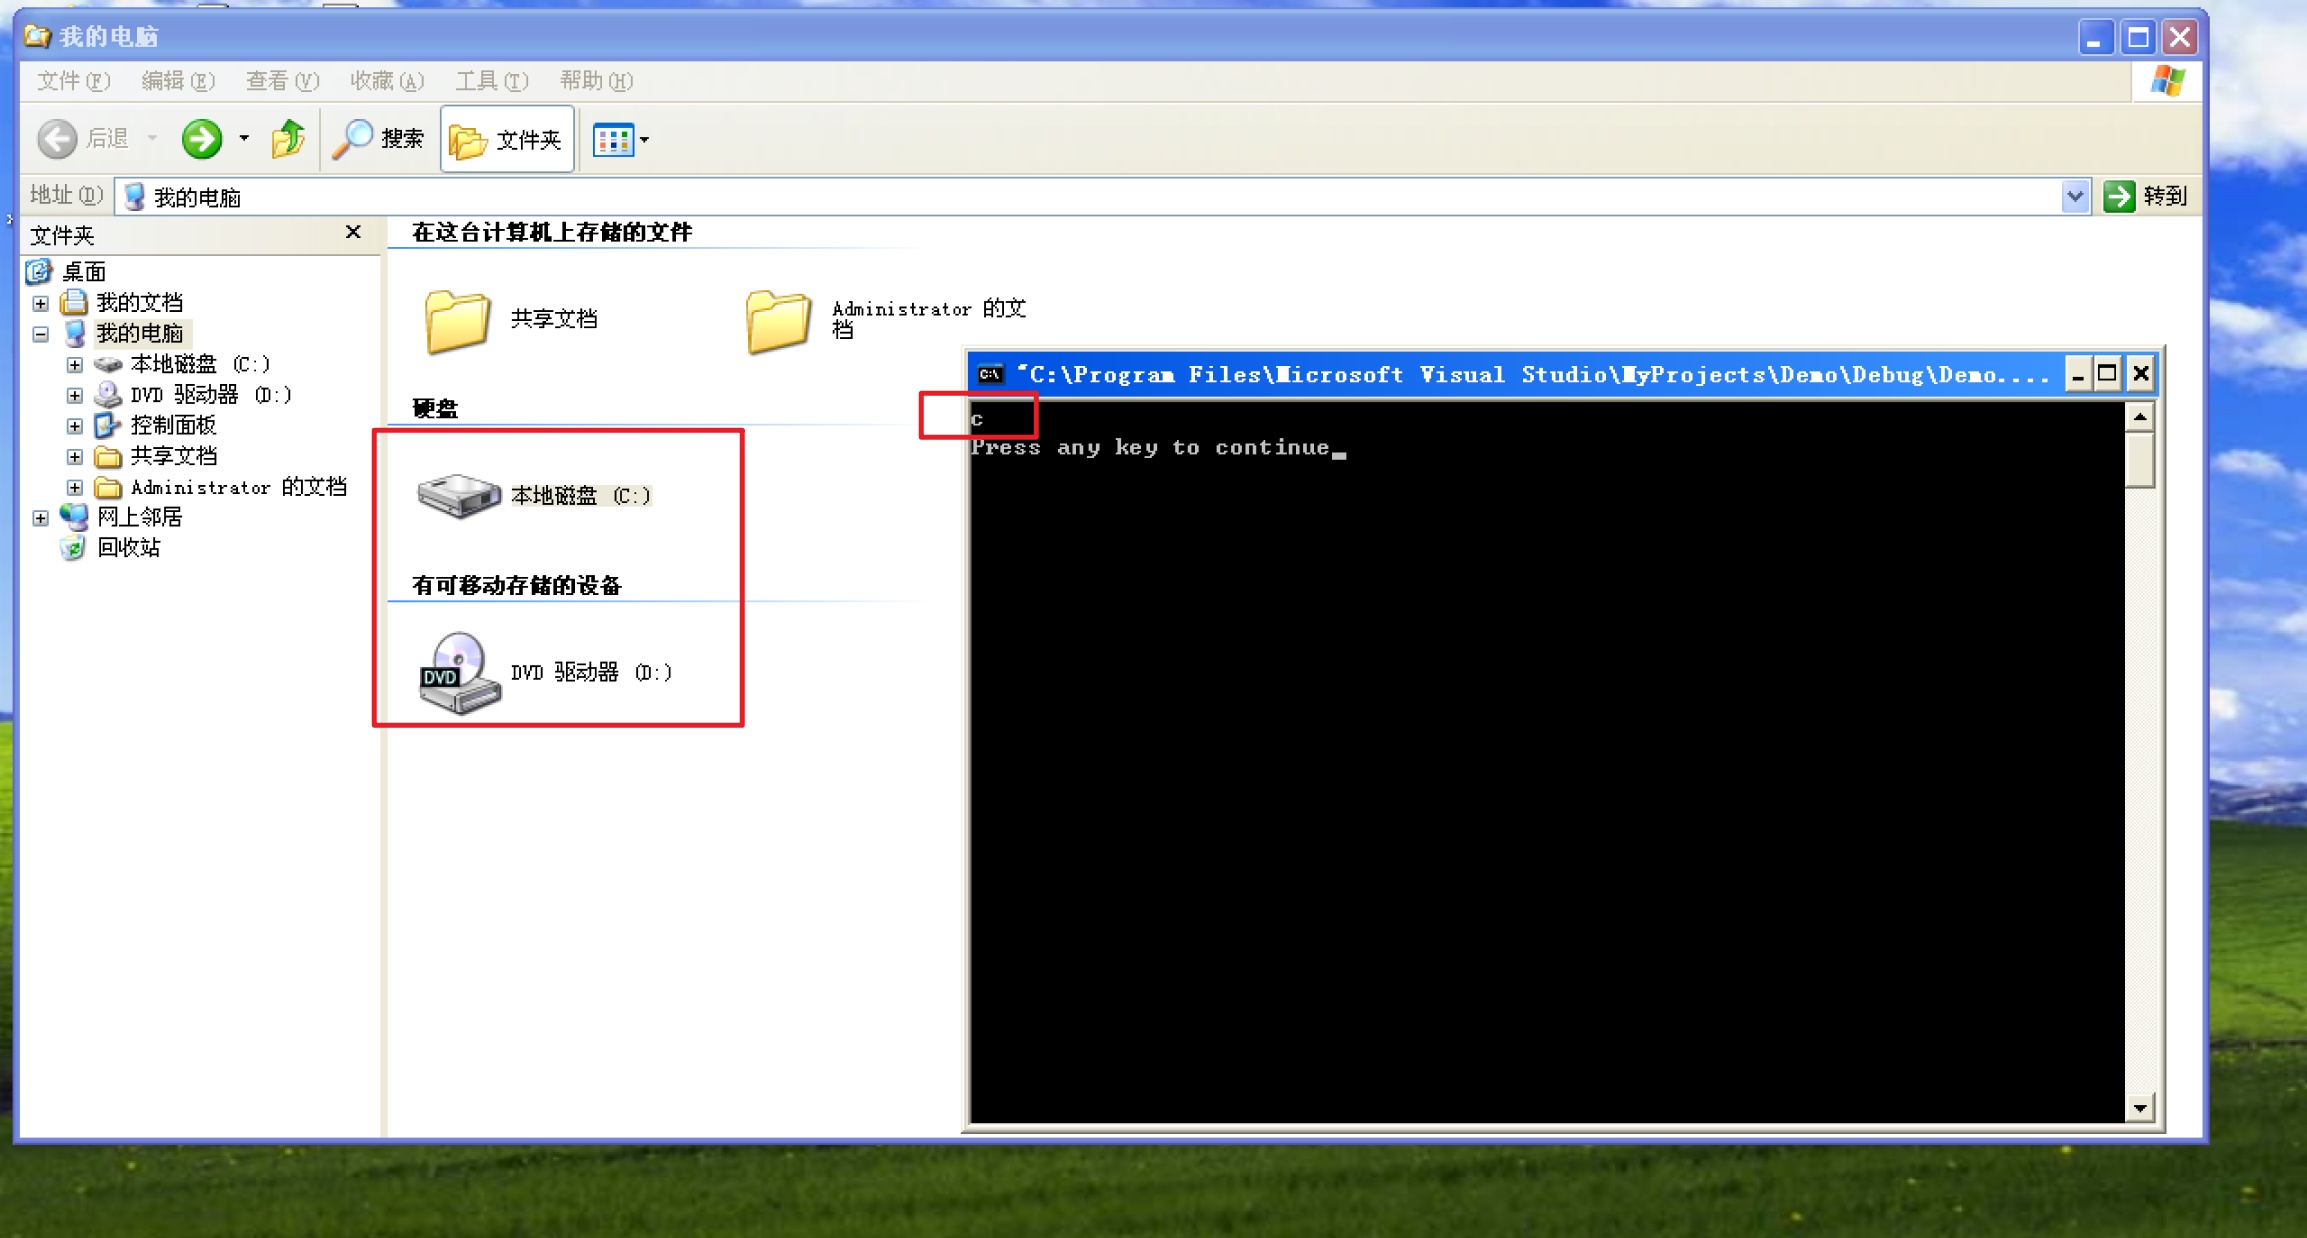 我的电脑
文件(F) 编辑(E) 查看(V) 收藏(A) 工具(T) 帮助(H)
后退 搜索 文件夹
地址(D) 我的电脑 转到
文件夹
桌面
我的文档
我的电脑
本地磁盘 (C:)
DVD 驱动器 (D:)
控制面板
共享文档
Administrator 的文档
网上邻居
回收站
在这台计算机上存储的文件
共享文档
Administrator 的文
档
硬盘
本地磁盘 (C:)
有可移动存储的设备
DVD
DVD 驱动器 (D:)
C:\ "C:\Program Files\Microsoft Visual Studio\MyProjects\Demo\Debug\Demo....
c
Press any key to continue_